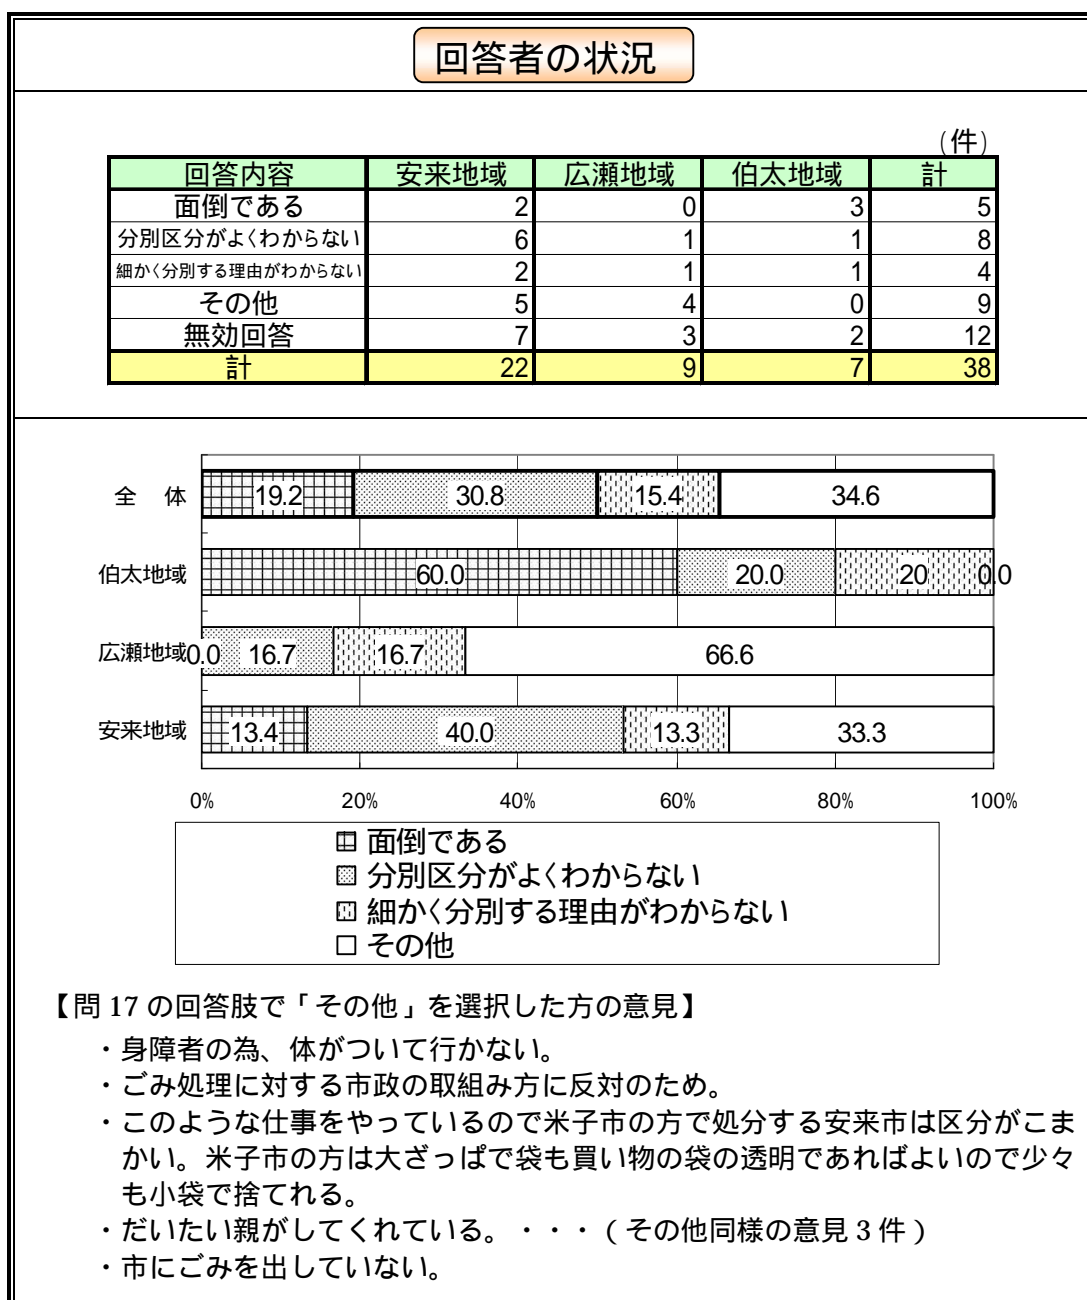 回答者の状況
(件)
回答内容 安来地域 広瀬地域 伯太地域 計
面倒である 2 0 3 5
分別区分がよくわからない 6 1 1 8
細かく分別する理由がわからない 2 1 1 4
その他 5 4 0 9
無効回答 7 3 2 12
計 22 9 7 38
全 体 19.2 30.8 15.4 34.6
伯太地域 60.0 20.0 20 0.0
広瀬地域 0.0 16.7 16.7 66.6
安来地域 13.4 40.0 13.3 33.3
0% 20% 40% 60% 80% 100%
面倒である
分別区分がよくわからない
細かく分別する理由がわからない
その他
【問 17 の回答肢で「その他」を選択した方の意見】
・身障者の為、体がついて行かない。
・ごみ処理に対する市政の取組み方に反対のため。
・このような仕事をやっているので米子市の方で処分する安来市は区分がこま
かい。米子市の方は大ざっぱで袋も買い物の袋の透明であればよいので少々
も小袋で捨てれる。
・だいたい親がしてくれている。・・・(その他同様の意見 3 件)
・市にごみを出していない。